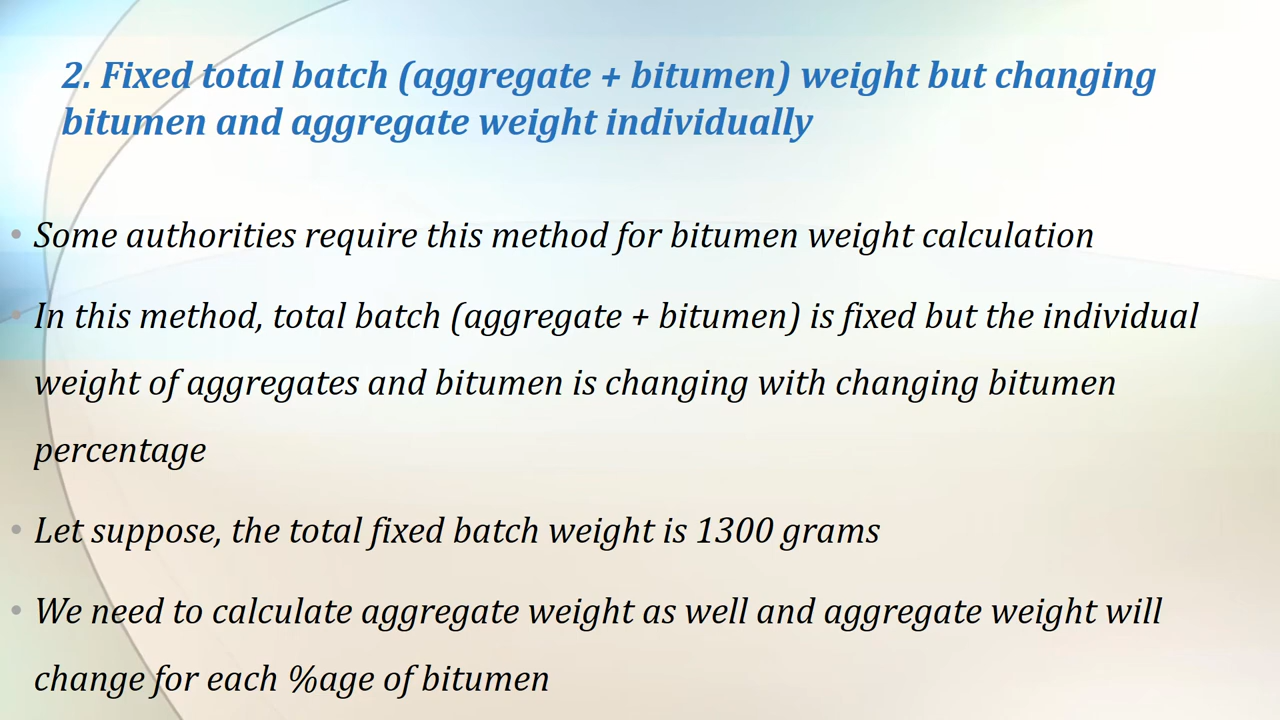 2. Fixed total batch (aggregate + bitumen) weight but changing
bitumen and aggregate weight individually
• Some authorities require this method for bitumen weight calculation
• In this method, total batch (aggregate + bitumen) is fixed but the individual
weight of aggregates and bitumen is changing with changing bitumen
percentage
• Let suppose, the total fixed batch weight is 1300 grams
• We need to calculate aggregate weight as well and aggregate weight will
change for each %age of bitumen